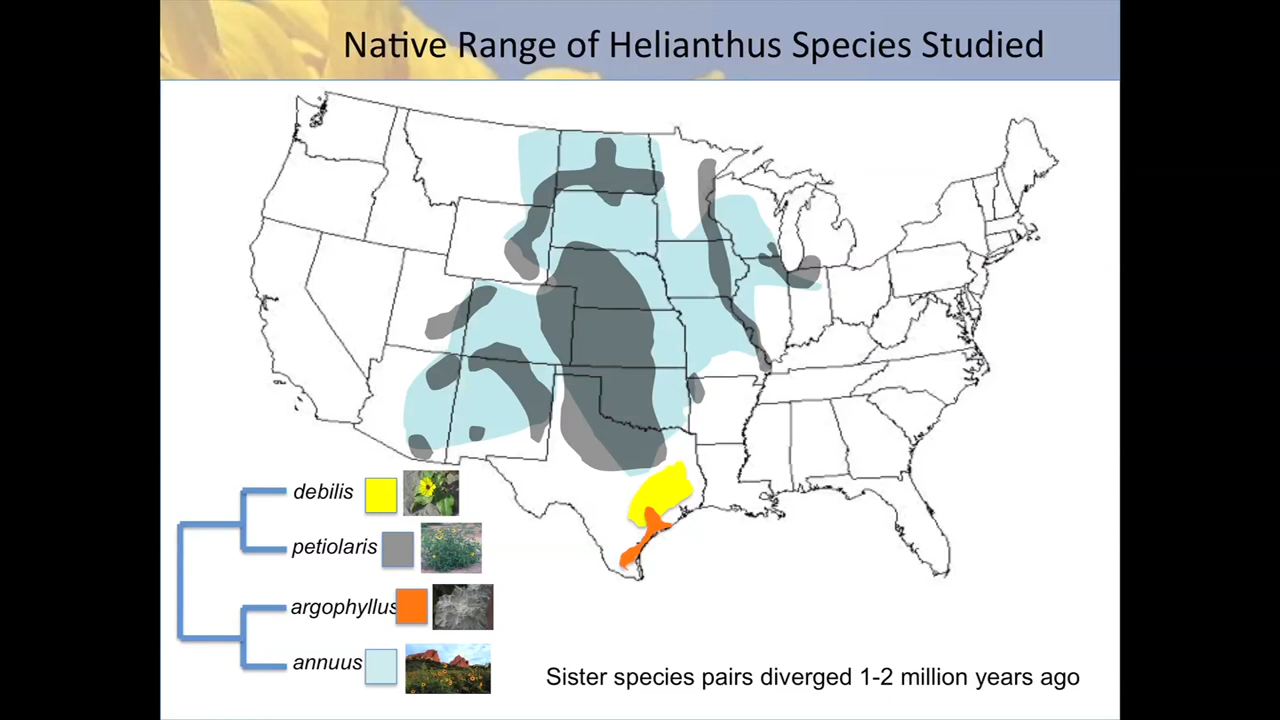 Native Range of Helianthus Species Studied
debilis
petiolaris
argophyllus
annuus
Sister species pairs diverged 1-2 million years ago